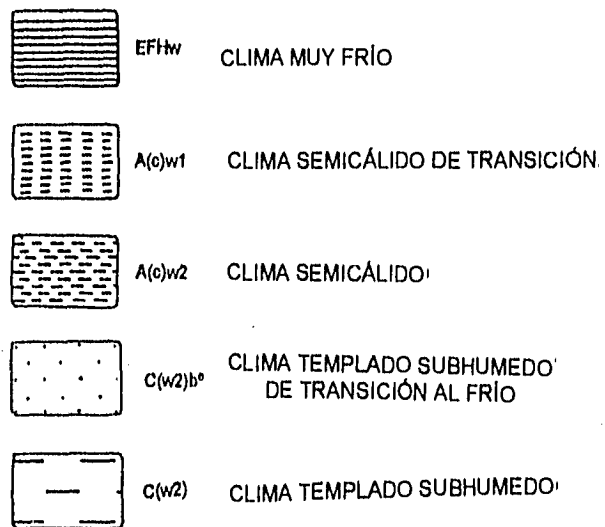 EFHw CLIMA MUY FRÍO
A(c)w1 CLIMA SEMICÁLIDO DE TRANSICIÓN.
A(c)w2 CLIMA SEMICÁLIDO
C(w2)b° CLIMA TEMPLADO SUBHUMEDO
DE TRANSICIÓN AL FRÍO
C(w2) CLIMA TEMPLADO SUBHUMEDO